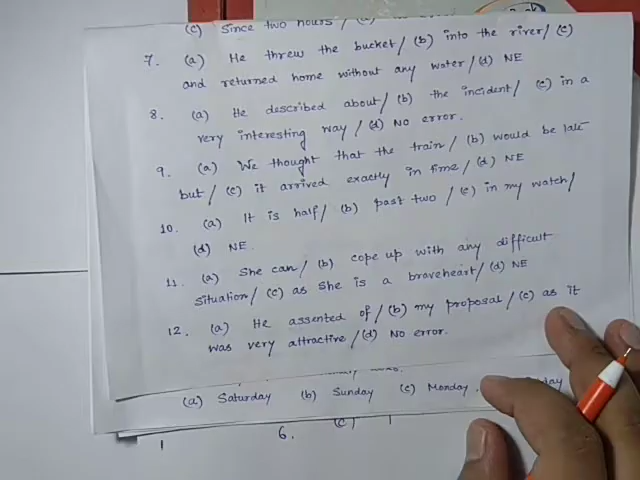 (c) Since two hours /
7. (a) He threw the bucket / (b) into the river / (c)
and returned home without any water / (d) NE
8. (a) He described about / (b) the incident / (c) in a
very interesting way / (d) No error.
9. (a) We thought that the train / (b) would be late
but / (c) it arrived exactly in time / (d) NE
10. (a) It is half / (b) past two / (c) in my watch /
(d) NE.
11. (a) She can / (b) cope up with any difficult
situation / (c) as she is a braveheart / (d) NE
12. (a) He assented of / (b) my proposal / (c) as it
was very attractive / (d) No error.
(a) Saturday (b) Sunday (c) Monday
6. (c)